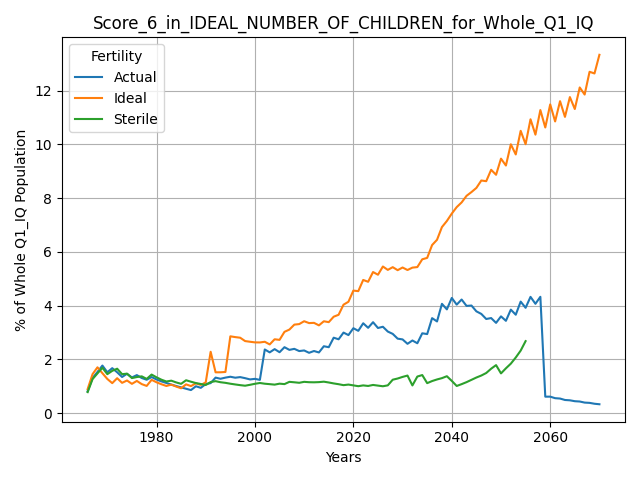 Score_6_in_IDEAL_NUMBER_OF_CHILDREN_for_Whole_Q1_IQ
Fertility
Actual
Ideal
Sterile
% of Whole Q1_IQ Population
12
10
8
6
4
2
0
1980 2000 2020 2040 2060
Years